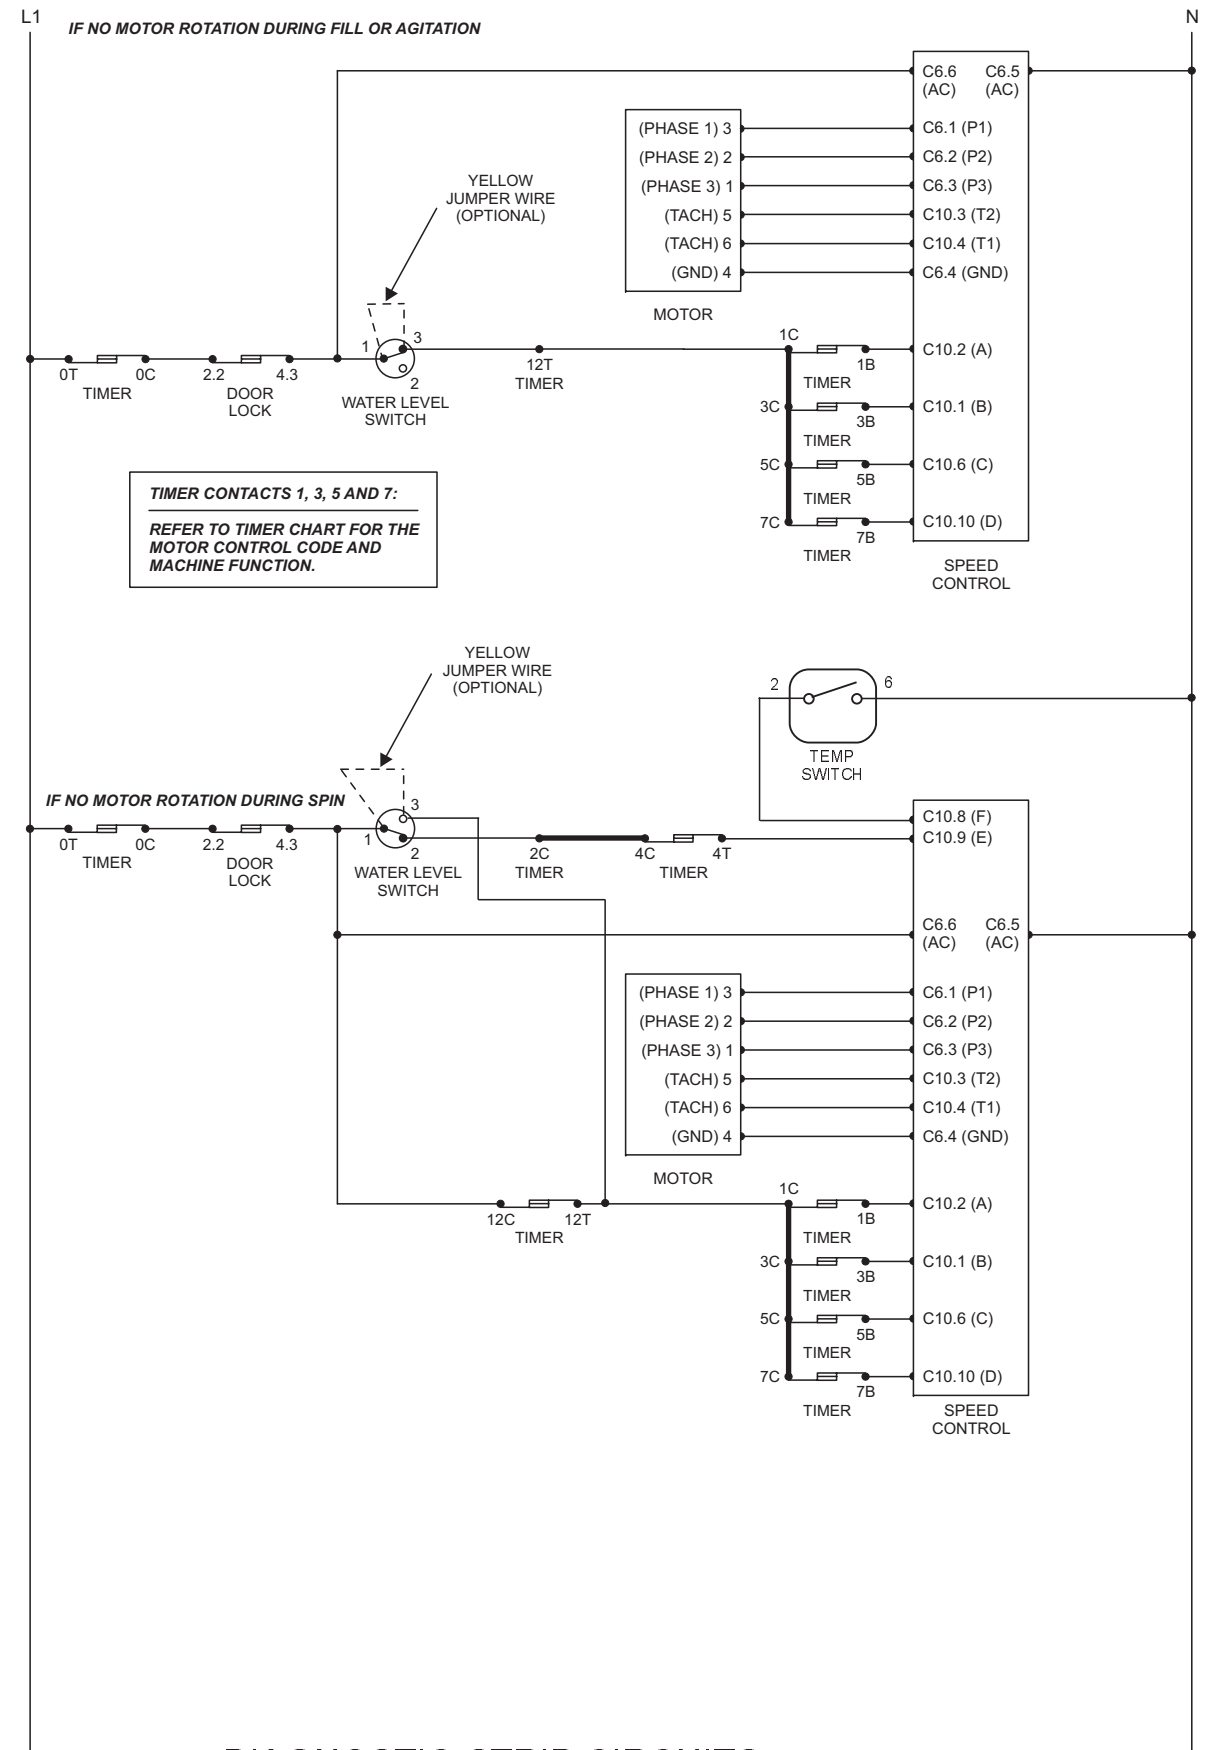 L1
N
IF NO MOTOR ROTATION DURING FILL OR AGITATION
C6.6 C6.5
(AC) (AC)
(PHASE 1) 3
C6.1 (P1)
(PHASE 2) 2
C6.2 (P2)
(PHASE 3) 1
C6.3 (P3)
(TACH) 5
C10.3 (T2)
(TACH) 6
C10.4 (T1)
(GND) 4
C6.4 (GND)
MOTOR
YELLOW
JUMPER WIRE
(OPTIONAL)
1
3
2
0T
0C
TIMER
2.2
4.3
DOOR
LOCK
WATER LEVEL
SWITCH
12T
TIMER
1C
1B
TIMER
C10.2 (A)
3C
3B
TIMER
C10.1 (B)
5C
5B
TIMER
C10.6 (C)
7C
7B
TIMER
C10.10 (D)
SPEED
CONTROL
TIMER CONTACTS 1, 3, 5 AND 7:
REFER TO TIMER CHART FOR THE
MOTOR CONTROL CODE AND
MACHINE FUNCTION.
YELLOW
JUMPER WIRE
(OPTIONAL)
2
6
TEMP
SWITCH
IF NO MOTOR ROTATION DURING SPIN
3
1
2
0T
0C
TIMER
2.2
4.3
DOOR
LOCK
WATER LEVEL
SWITCH
2C
TIMER
4C
4T
TIMER
C10.8 (F)
C10.9 (E)
C6.6 C6.5
(AC) (AC)
(PHASE 1) 3
C6.1 (P1)
(PHASE 2) 2
C6.2 (P2)
(PHASE 3) 1
C6.3 (P3)
(TACH) 5
C10.3 (T2)
(TACH) 6
C10.4 (T1)
(GND) 4
C6.4 (GND)
MOTOR
12C
12T
TIMER
1C
1B
TIMER
C10.2 (A)
3C
3B
TIMER
C10.1 (B)
5C
5B
TIMER
C10.6 (C)
7C
7B
TIMER
C10.10 (D)
SPEED
CONTROL
DIAGNOSTIC STRIP CIRCUITS